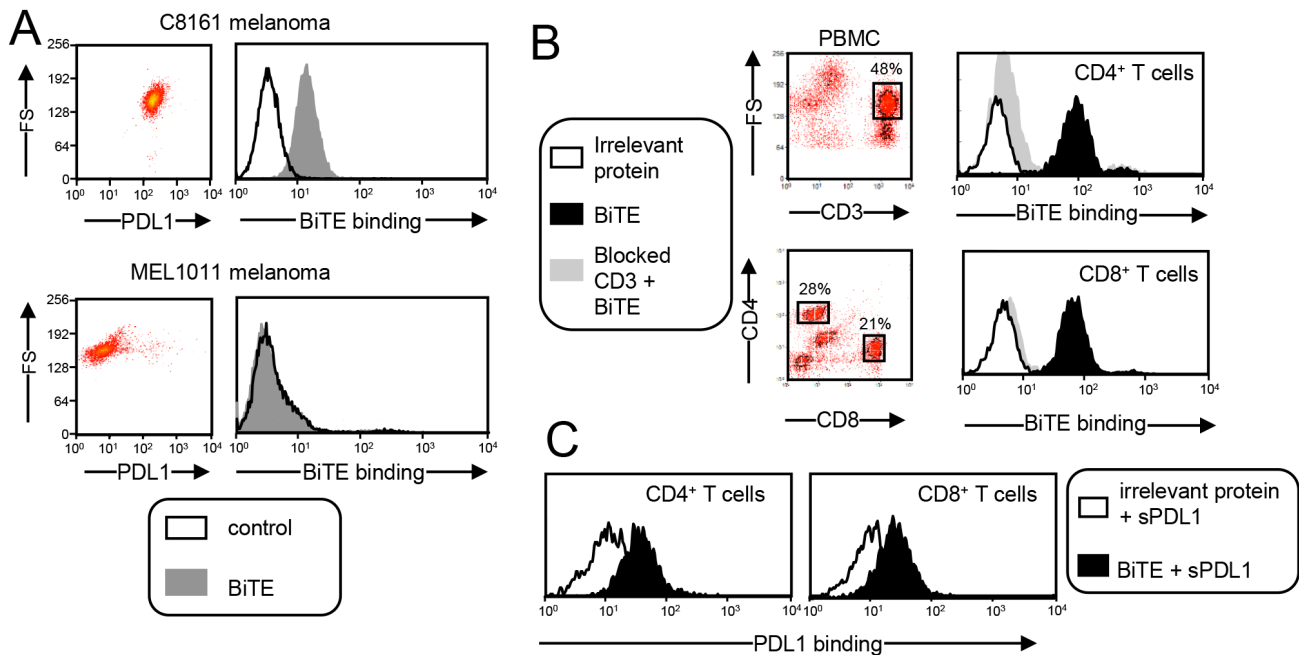 A
C8161 melanoma
256
192
128
64
0
FS
10⁰ 10¹ 10² 10³
PDL1
10⁰ 10¹ 10² 10³ 10⁴
BiTE binding
MEL1011 melanoma
256
192
128
64
0
FS
10⁰ 10¹ 10² 10³
PDL1
10⁰ 10¹ 10² 10³ 10⁴
BiTE binding
control
BiTE
B
Irrelevant
protein
BiTE
Blocked
CD3 +
BiTE
PBMC
48%
256
192
128
64
FS
CD3
CD4⁺ T cells
10⁰ 10¹ 10² 10³ 10⁴
BiTE binding
28%
21%
CD4
CD8
CD8⁺ T cells
10⁰ 10¹ 10² 10³ 10⁴
BiTE binding
C
CD4⁺ T cells
10⁰ 10¹ 10² 10³ 10⁴
CD8⁺ T cells
10⁰ 10¹ 10² 10³ 10⁴
PDL1 binding
irrelevant protein
+ sPDL1
BiTE + sPDL1